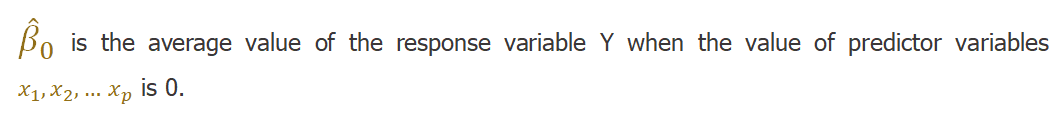 β̂₀ is the average value of the response variable Y when the value of predictor variables
x₁, x₂, ... xₚ is 0.